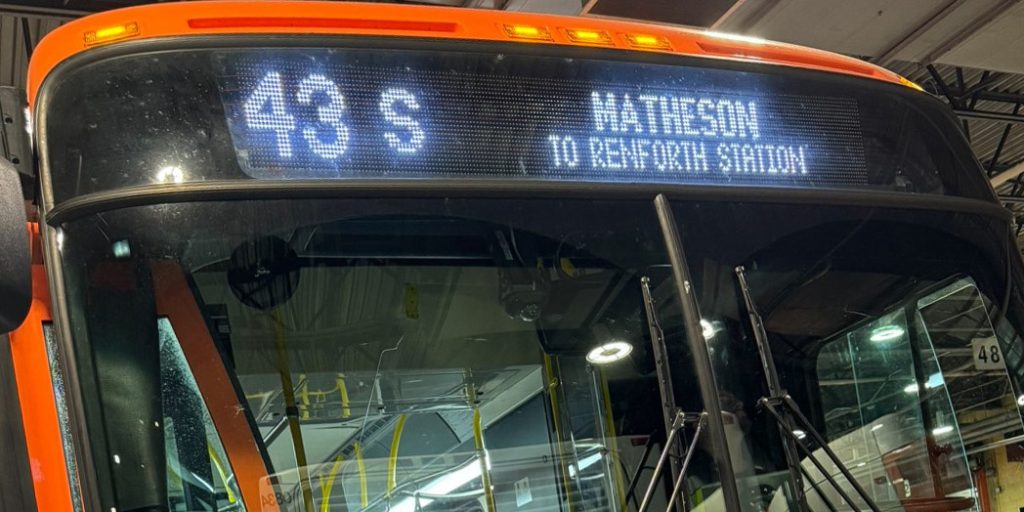 43 S
MATHESON
TO RENFORTH STATION
48